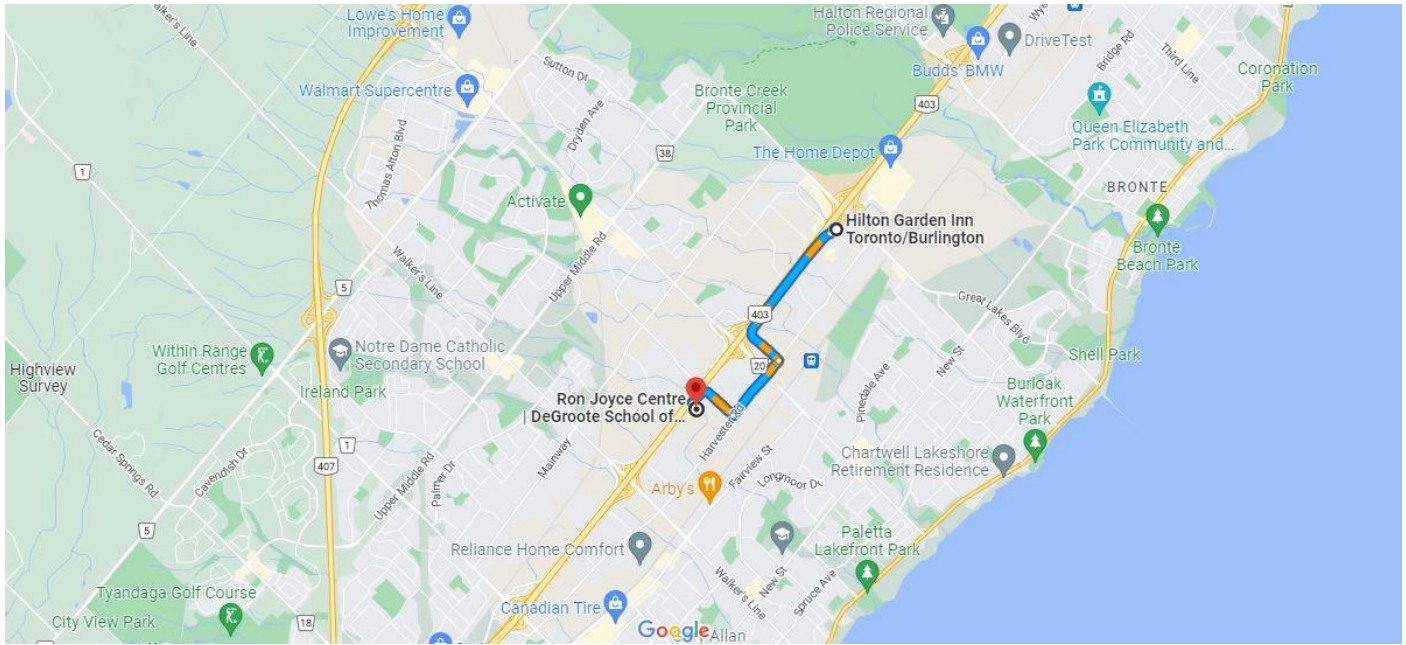 Lowe's Home
Improvement
Walker's Line
Halton Regional
Police Service
DriveTest
Bridge Rd
Third Line
Budds' BMW
Coronation
Park
Sutton Dr
Walmart Supercentre
Dryden Ave
Bronte Creek
Provincial
Park
403
Queen Elizabeth
Park Community and...
Thomas Alton Blvd
38
The Home Depot
1
Activate
BRONTE
Hilton Garden Inn
Toronto/Burlington
Bronte
Beach Park
Walker's Line
Upper Middle Rd
5
Great Lakes Blvd
403
Notre Dame Catholic
Secondary School
Within Range
Golf Centres
Highview
Survey
Ireland Park
20
New St
Shell Park
Pinedale Ave
Burloak
Waterfront
Park
Ron Joyce Centre
| DeGroote School of...
Harvester Rd
Cedar Springs Rd
Cavendish Dr
1
407
Upper Middle Rd
Palmer Dr
Mainway
Fairview St
Longmoor Dr
Chartwell Lakeshore
Retirement Residence
Arby's
5
Reliance Home Comfort
Paletta
Lakefront Park
Walker's Line
New St
Spruce Ave
Tyandaga Golf Course
City View Park
18
Canadian Tire
Google
Allan